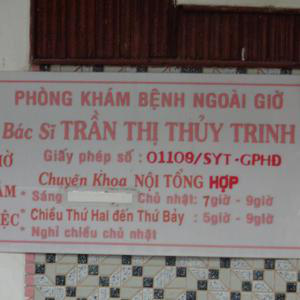 PHÒNG KHÁM BỆNH NGOÀI GIỜ
Bác Sĩ TRẦN THỊ THỦY TRINH
Giấy phép số : 01109/SYT-GPHĐ
Chuyên Khoa NỘI TỔNG HỢP
* Sáng Chủ nhật: 7giờ - 9giờ
* Chiều Thứ Hai đến Thứ Bảy : 5giờ - 9giờ
* Nghỉ chiều chủ nhật